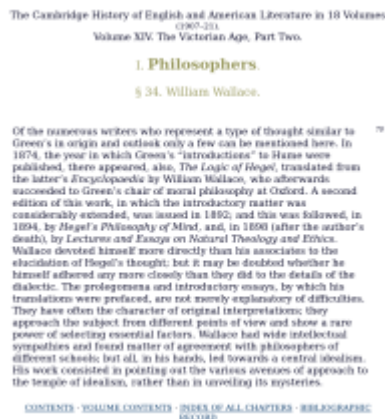 The Cambridge History of English and American Literature in 18 Volumes
(1907–21).
Volume XIV. The Victorian Age, Part Two.
I. Philosophers.
§ 34. William Wallace.
Of the numerous writers who represent a type of thought similar to 79
Green's in origin and outlook only a few can be mentioned here. In
1874, the year in which Green's “introductions” to Hume were
published, there appeared, also, The Logic of Hegel, translated from
the latter's Encyclopaedia by William Wallace, who afterwards
succeeded to Green's chair of moral philosophy at Oxford. A second
edition of this work, in which the introductory matter was
considerably extended, was issued in 1892; and this was followed, in
1894, by Hegel's Philosophy of Mind, and, in 1898 (after the author's
death), by Lectures and Essays on Natural Theology and Ethics.
Wallace devoted himself more directly than his associates to the
elucidation of Hegel's thought; but it may be doubted whether he
himself adhered any more closely than they did to the details of the
dialectic. The prolegomena and introductory essays, by which his
translations were prefaced, are not merely explanatory of difficulties.
They have often the character of original interpretations; they
approach the subject from different points of view and show a rare
power of selecting essential factors. Wallace had wide intellectual
sympathies and found matter of agreement with philosophers of
different schools; but all, in his hands, led towards a central idealism.
His work consisted in pointing out the various avenues of approach to
the temple of idealism, rather than in unveiling its mysteries.
CONTENTS · VOLUME CONTENTS · INDEX OF ALL CHAPTERS · BIBLIOGRAPHIC
RECORD